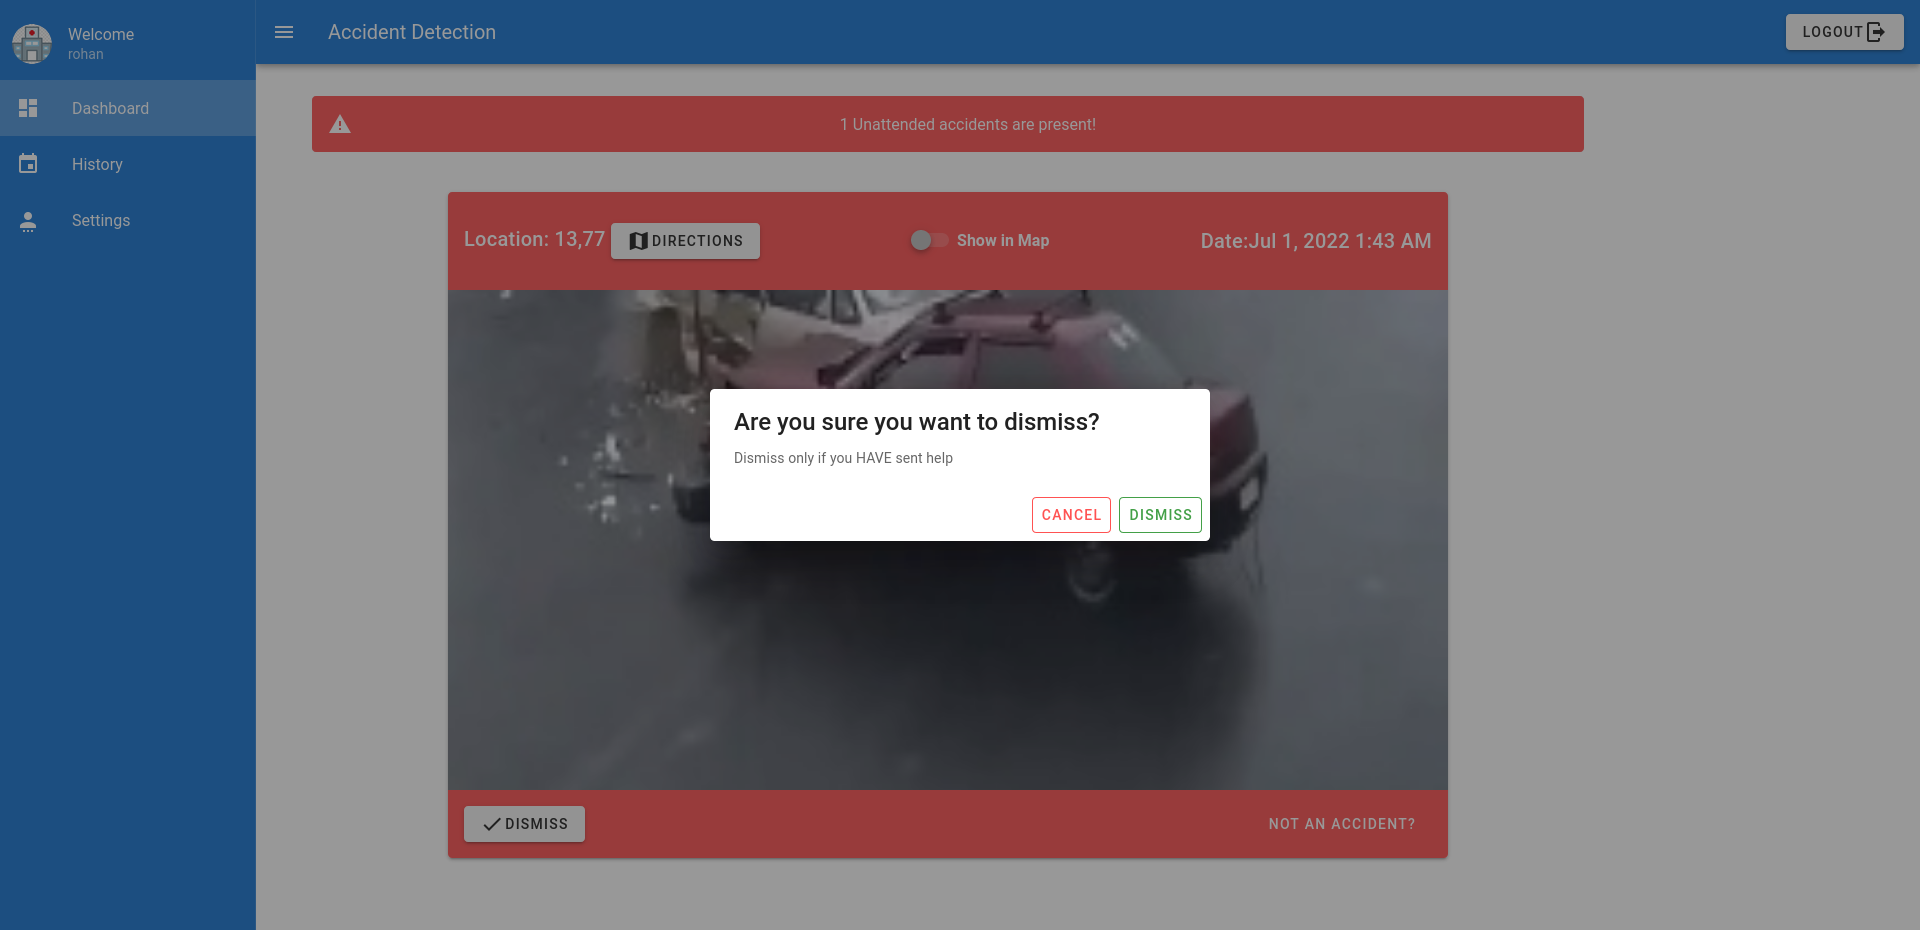 Welcome
rohan
Dashboard
History
Settings
Accident Detection
LOGOUT
1 Unattended accidents are present!
Location: 13,77
DIRECTIONS
Show in Map
Date:Jul 1, 2022 1:43 AM
Are you sure you want to dismiss?
Dismiss only if you HAVE sent help
CANCEL
DISMISS
DISMISS
NOT AN ACCIDENT?